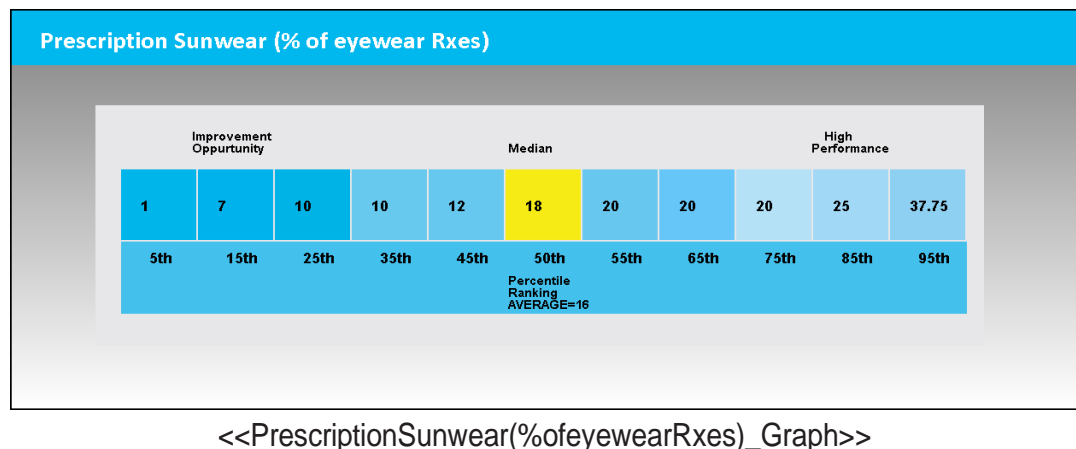 Prescription Sunwear (% of eyewear Rxes)
Improvement
Oppurtunity
Median
High
Performance
1 7 10 10 12 18 20 20 20 25 37.75
5th 15th 25th 35th 45th 50th 55th 65th 75th 85th 95th
Percentile
Ranking
AVERAGE=16
<<PrescriptionSunwear(%ofeyewearRxes)_Graph>>